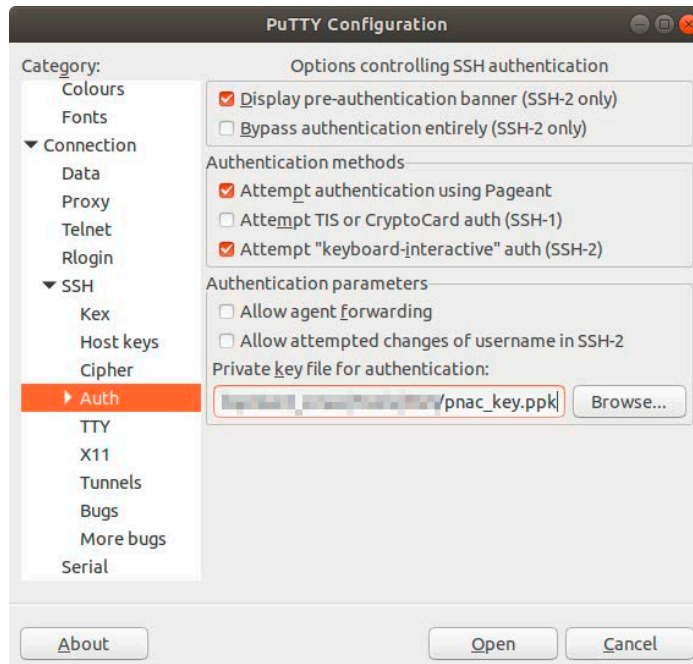 PuTTY Configuration
Category:
Colours
Fonts
Connection
Data
Proxy
Telnet
Rlogin
SSH
Kex
Host keys
Cipher
Auth
TTY
X11
Tunnels
Bugs
More bugs
Serial
Options controlling SSH authentication
Display pre-authentication banner (SSH-2 only)
Bypass authentication entirely (SSH-2 only)
Authentication methods
Attempt authentication using Pageant
Attempt TIS or CryptoCard auth (SSH-1)
Attempt "keyboard-interactive" auth (SSH-2)
Authentication parameters
Allow agent forwarding
Allow attempted changes of username in SSH-2
Private key file for authentication:
/pnac_key.ppk Browse...
About Open Cancel